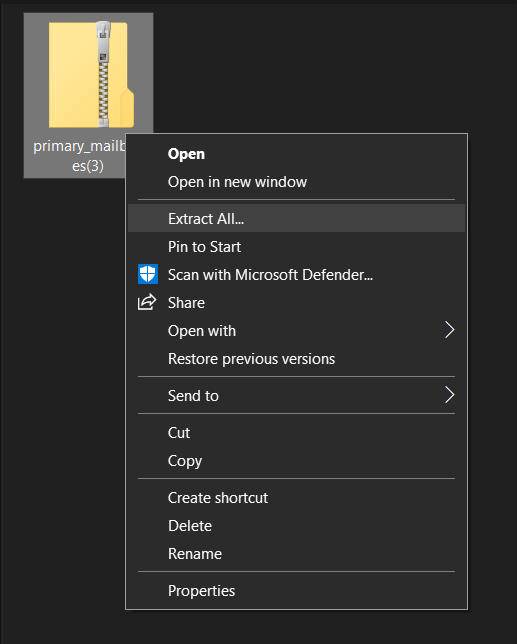 primary_mailb
es(3)
Open
Open in new window
Extract All...
Pin to Start
Scan with Microsoft Defender...
Share
Open with
Restore previous versions
Send to
Cut
Copy
Create shortcut
Delete
Rename
Properties